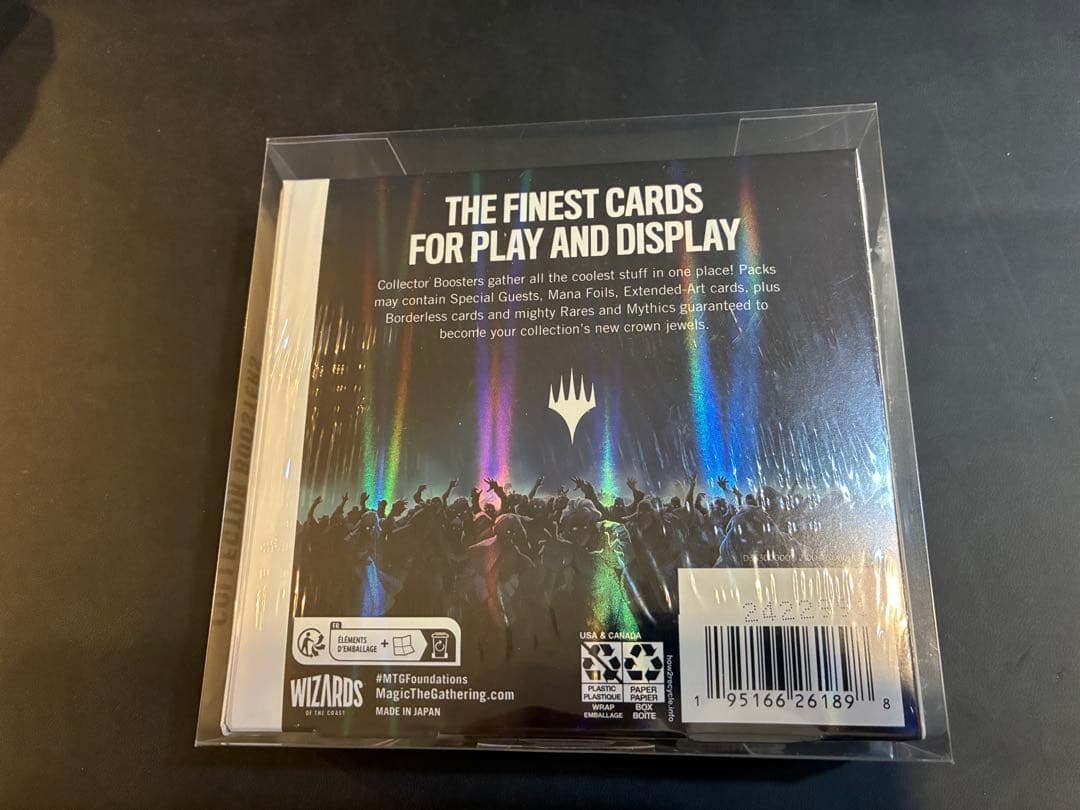 THE FINEST CARDS
FOR PLAY AND DISPLAY
Collector Boosters gather all the coolest stuff in one place! Packs
may contain Special Guests, Mana Foils, Extended-Art cards, plus
Borderless cards and mighty Rares and Mythics guaranteed to
become your collection's new crown jewels.
COLLECTOR BOOSTER
FR
ÉLÉMENTS
D'EMBALLAGE
+
WIZARDS
OF THE COAST
#MTGFoundations
MagicTheGathering.com
MADE IN JAPAN
USA & CANADA
PLASTIC
PLASTIQUE
WRAP
EMBALLAGE
PAPER
PAPIER
BOX
BOÎTE
how2recycle.info
1 95166 26189 8